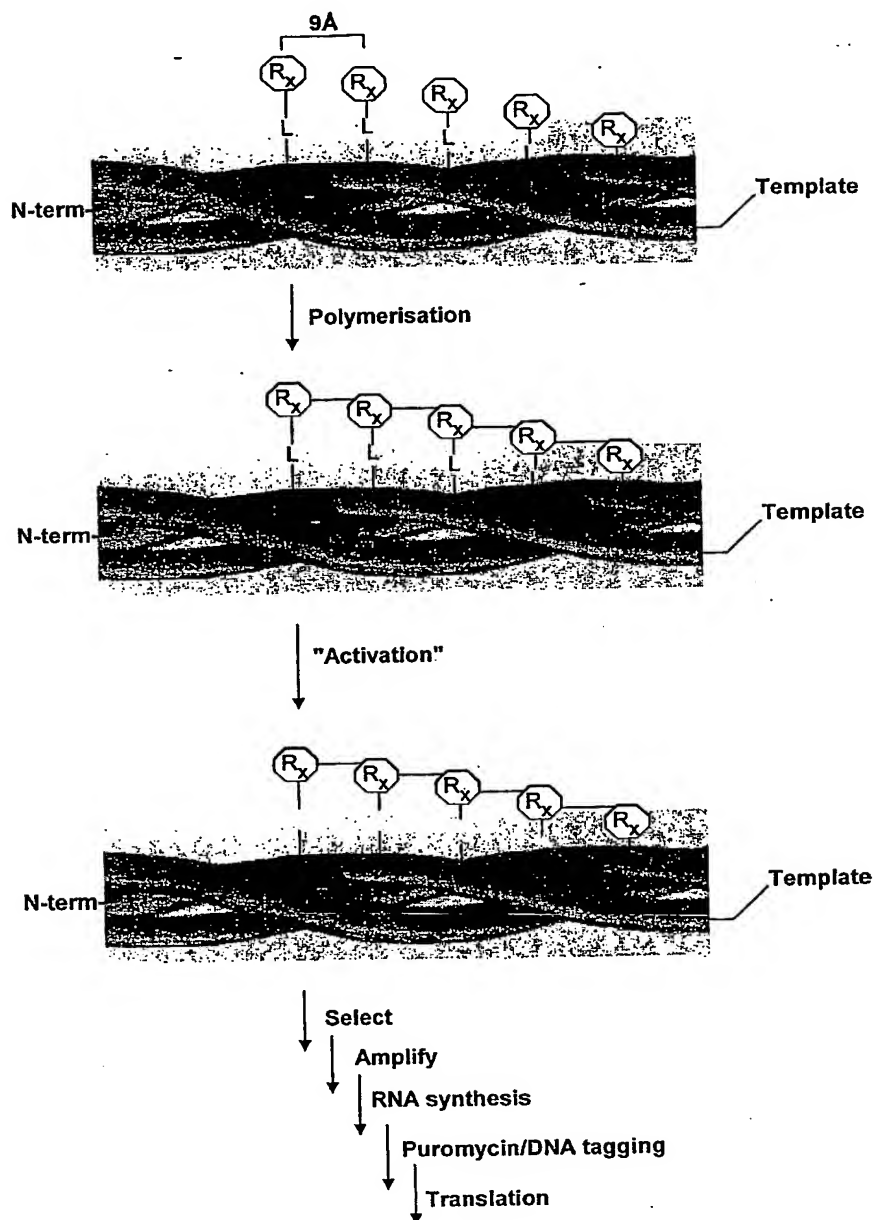 9Å
Rx Rx Rx Rx Rx
L L L L
N-term
Template
Polymerisation
Rx Rx Rx Rx Rx
L L L L
N-term
Template
"Activation"
Rx Rx Rx Rx Rx
N-term
Template
Select
Amplify
RNA synthesis
Puromycin/DNA tagging
Translation